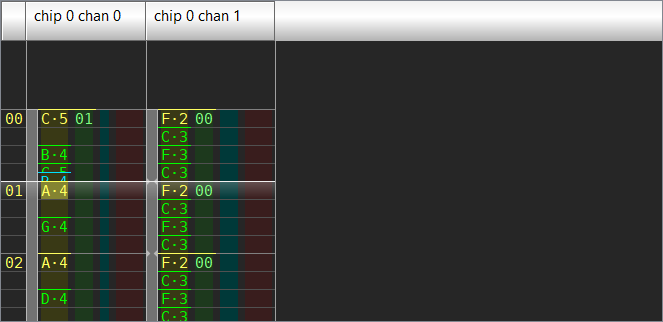 chip 0 chan 0 chip 0 chan 1
00 C·5 01 F·2 00
C·3
B·4 F·3
C·5 C·3
B·4
01 A·4 F·2 00
C·3
G·4 F·3
C·3
02 A·4 F·2 00
C·3
D·4 F·3
C·3